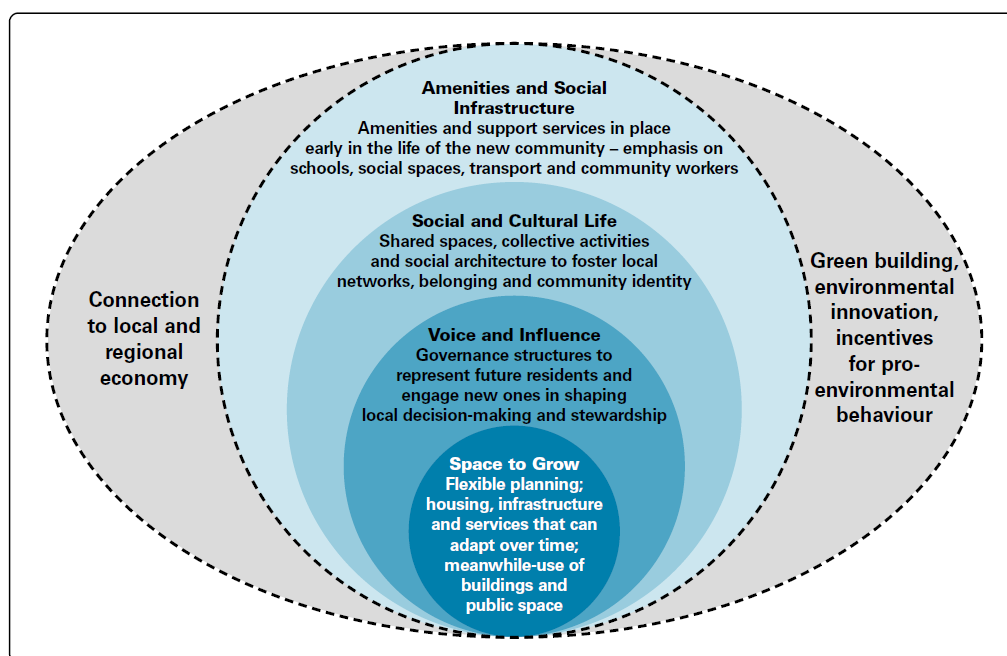 Amenities and Social
Infrastructure
Amenities and support services in place
early in the life of the new community – emphasis on
schools, social spaces, transport and community workers
Social and Cultural Life
Shared spaces, collective activities
and social architecture to foster local
networks, belonging and community identity
Voice and Influence
Governance structures to
represent future residents and
engage new ones in shaping
local decision-making and stewardship
Space to Grow
Flexible planning;
housing, infrastructure
and services that can
adapt over time;
meanwhile-use of
buildings and
public space
Connection
to local and
regional
economy
Green building,
environmental
innovation,
incentives
for pro-
environmental
behaviour